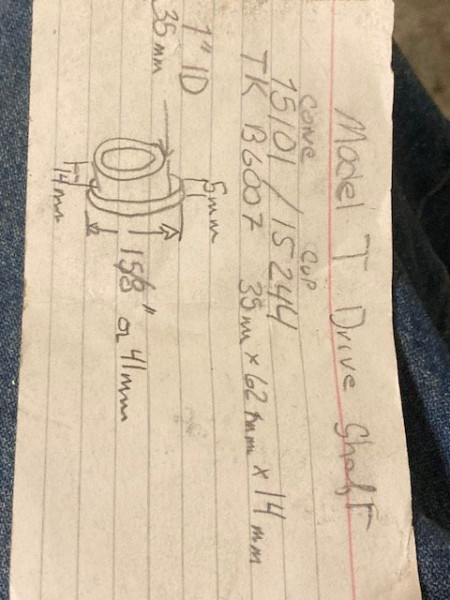 Model T Drive Shaft
cone cup
15101 / 15244
TK B6007 35mm x 62mm x 14mm
1" ID
35mm
5mm
14mm
1 5/8" or 41mm